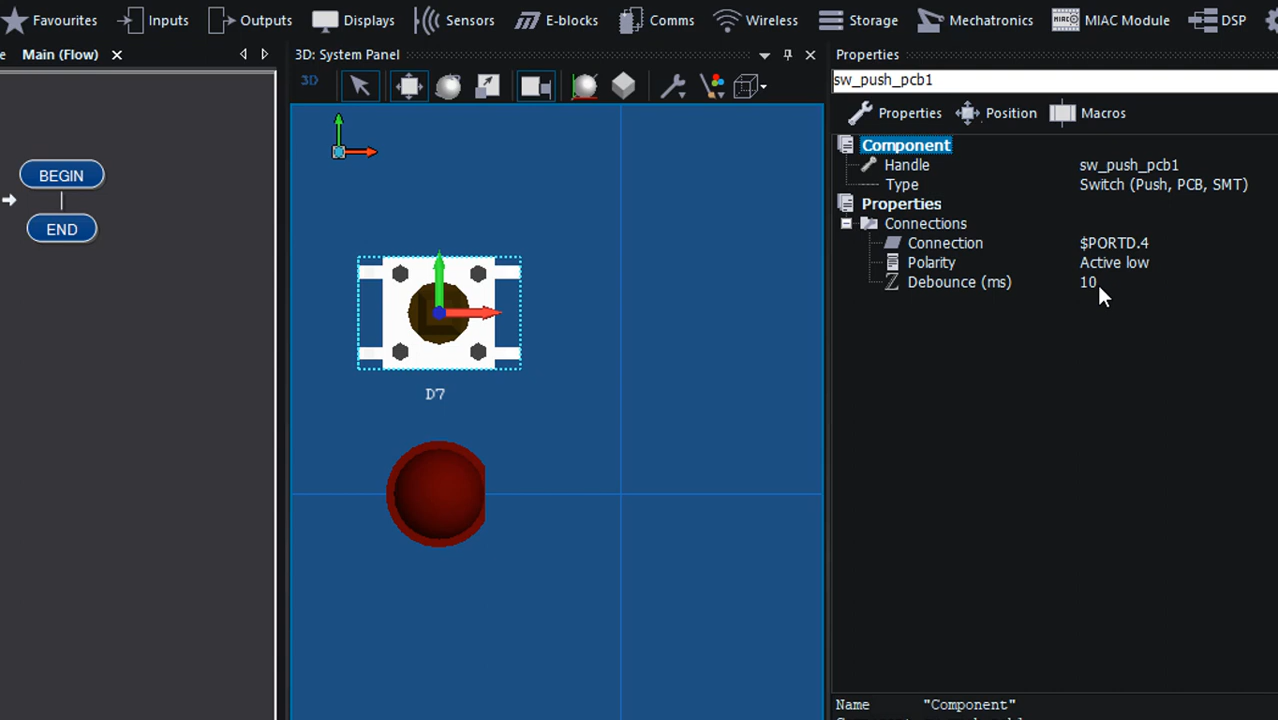 Favourites Inputs Outputs Displays Sensors E-blocks Comms Wireless Storage Mechatronics MIAC MIAC Module DSP
Main (Flow)
BEGIN
END
3D: System Panel
3D
D7
Properties
sw_push_pcb1
Properties Position Macros
Component
Handle sw_push_pcb1
Type Switch (Push, PCB, SMT)
Properties
Connections
Connection $PORTD.4
Polarity Active low
Debounce (ms) 10
Name "Component"